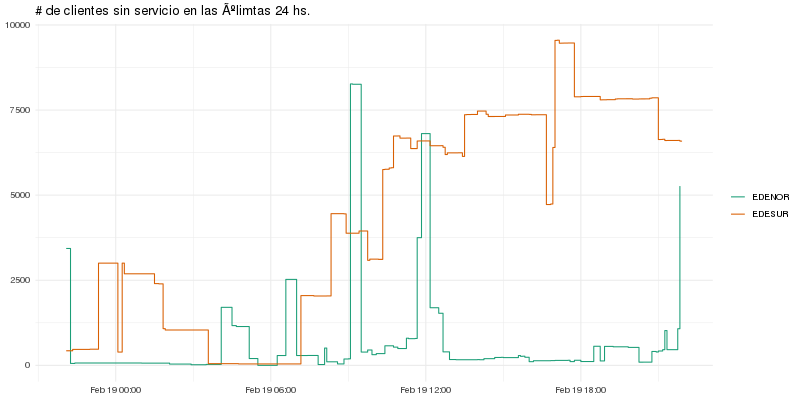 # de clientes sin servicio en las Ãºlimtas 24 hs.
10000
7500
5000
2500
0
Feb 19 00:00
Feb 19 06:00
Feb 19 12:00
Feb 19 18:00
EDENOR
EDESUR